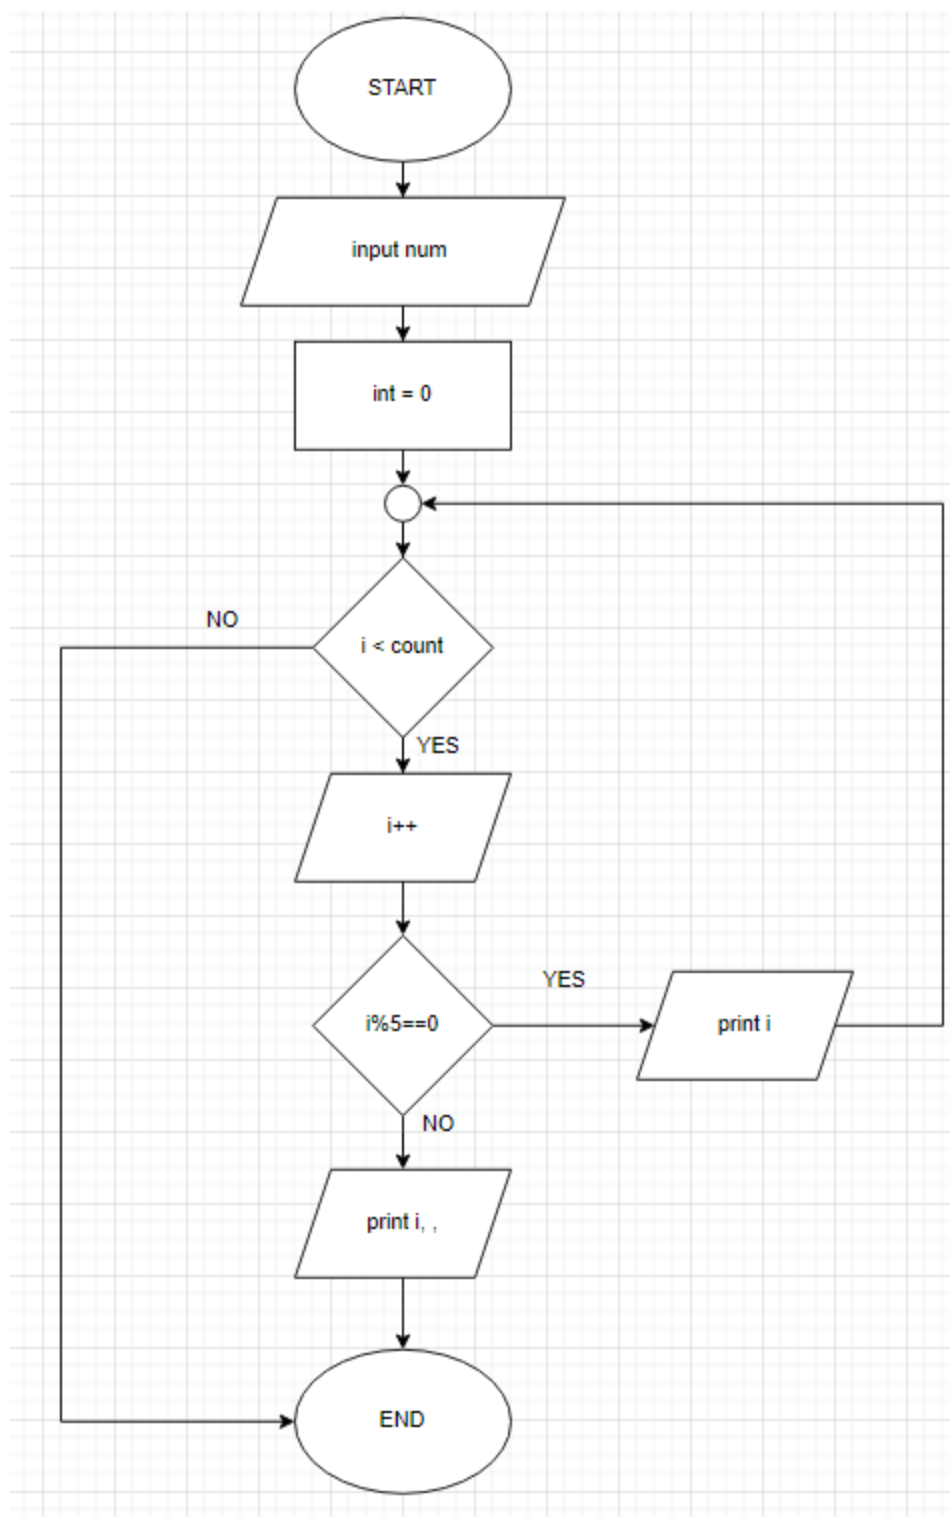 START
input num
int = 0
NO
i < count
YES
i++
YES
i%5==0
print i
NO
print i, ,
END